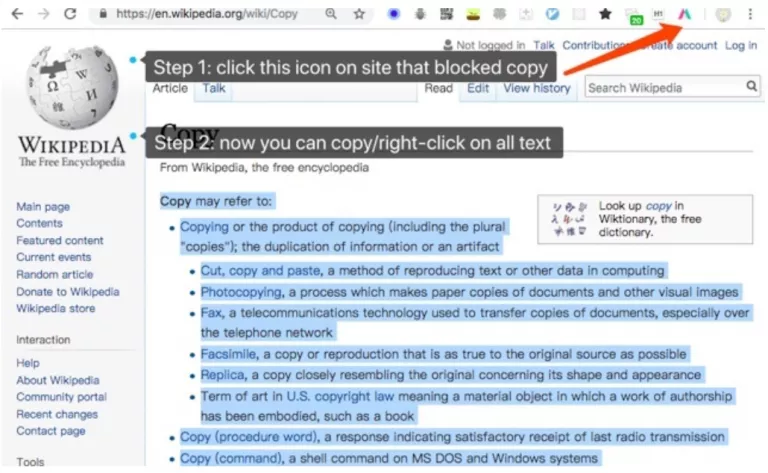 https://en.wikipedia.org/wiki/Copy
20
H1
Not logged in Talk Contributions Create account Log in
Step 1: click this icon on site that blocked copy
Article Talk
Read Edit View history
Search Wikipedia
WIKIPEDIA
The Free Encyclopedia
Copy
Step 2: now you can copy/right-click on all text
From Wikipedia, the free encyclopedia
Main page
Contents
Featured content
Current events
Random article
Donate to Wikipedia
Wikipedia store
Interaction
Help
About Wikipedia
Community portal
Recent changes
Contact page
Tools
Copy may refer to:
Look up copy in
Wiktionary, the free
dictionary.
Copying or the product of copying (including the plural
"copies"); the duplication of information or an artifact
Cut, copy and paste, a method of reproducing text or other data in computing
Photocopying, a process which makes paper copies of documents and other visual images
Fax, a telecommunications technology used to transfer copies of documents, especially over
the telephone network
Facsimile, a copy or reproduction that is as true to the original source as possible
Replica, a copy closely resembling the original concerning its shape and appearance
Term of art in U.S. copyright law meaning a material object in which a work of authorship
has been embodied, such as a book
Copy (procedure word), a response indicating satisfactory receipt of last radio transmission
Copy (command), a shell command on MS DOS and Windows systems